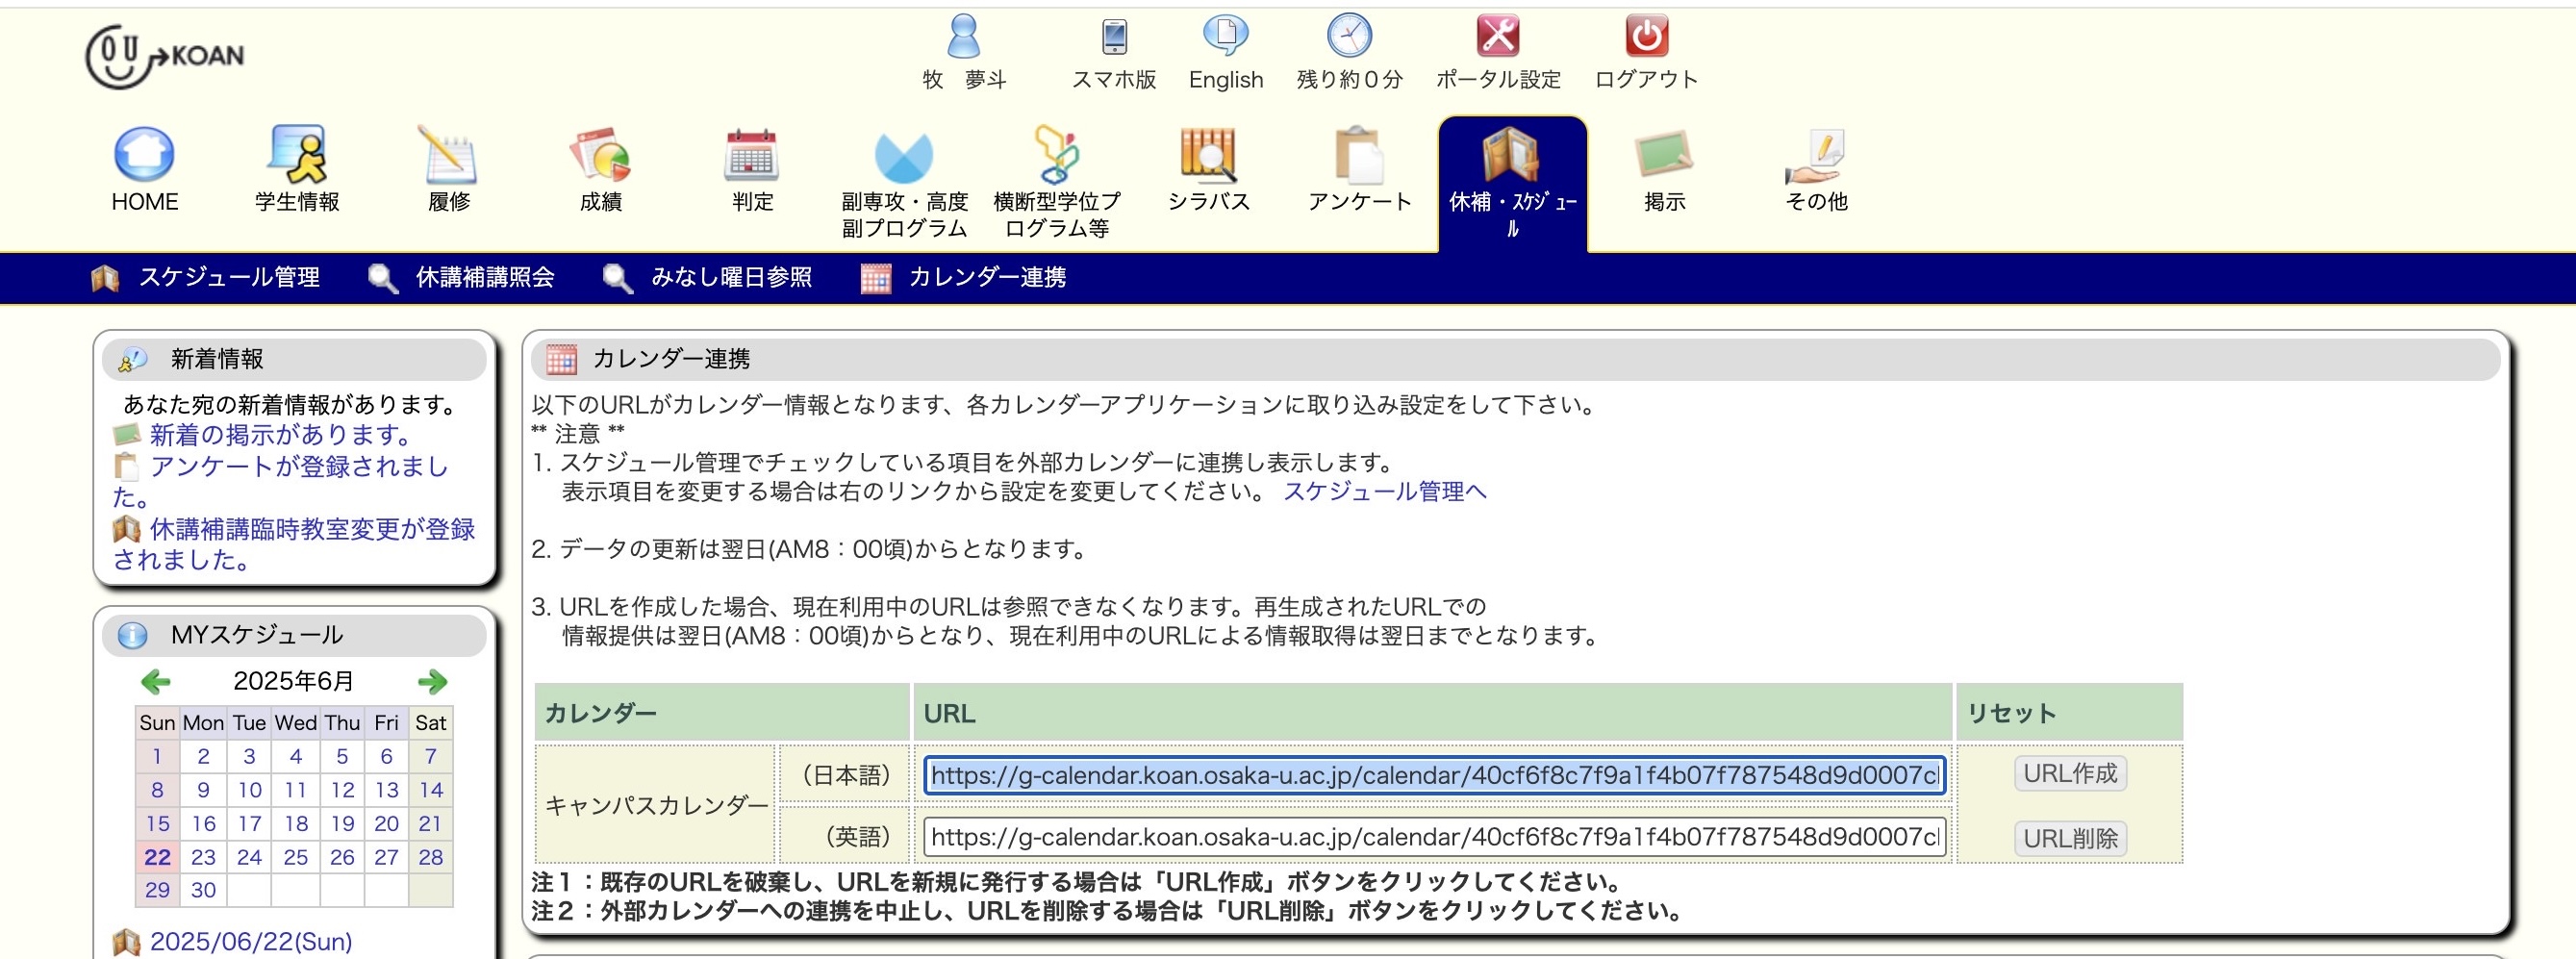 OU→KOAN
牧　夢斗
スマホ版
English
残り約０分
ポータル設定
ログアウト
HOME
学生情報
履修
成績
判定
副専攻・高度
副プログラム
横断型学位プ
ログラム等
シラバス
アンケート
休補・ｽｹｼﾞｭｰ
ﾙ
掲示
その他
スケジュール管理
休講補講照会
みなし曜日参照
カレンダー連携
新着情報
あなた宛の新着情報があります。
新着の掲示があります。
アンケートが登録されまし
た。
休講補講臨時教室変更が登録
されました。
MYスケジュール
2025年6月
Sun Mon Tue Wed Thu Fri Sat
1 2 3 4 5 6 7
8 9 10 11 12 13 14
15 16 17 18 19 20 21
22 23 24 25 26 27 28
29 30
2025/06/22(Sun)
カレンダー連携
以下のURLがカレンダー情報となります、各カレンダーアプリケーションに取り込み設定をして下さい。
** 注意 **
1. スケジュール管理でチェックしている項目を外部カレンダーに連携し表示します。
表示項目を変更する場合は右のリンクから設定を変更してください。 スケジュール管理へ
2. データの更新は翌日(AM8：00頃)からとなります。
3. URLを作成した場合、現在利用中のURLは参照できなくなります。再生成されたURLでの
情報提供は翌日(AM8：00頃)からとなり、現在利用中のURLによる情報取得は翌日までとなります。
カレンダー URL リセット
キャンパスカレンダー
（日本語） https://g-calendar.koan.osaka-u.ac.jp/calendar/40cf6f8c7f9a1f4b07f787548d9d0007c URL作成
（英語） https://g-calendar.koan.osaka-u.ac.jp/calendar/40cf6f8c7f9a1f4b07f787548d9d0007c URL削除
注１：既存のURLを破棄し、URLを新規に発行する場合は「URL作成」ボタンをクリックしてください。
注２：外部カレンダーへの連携を中止し、URLを削除する場合は「URL削除」ボタンをクリックしてください。